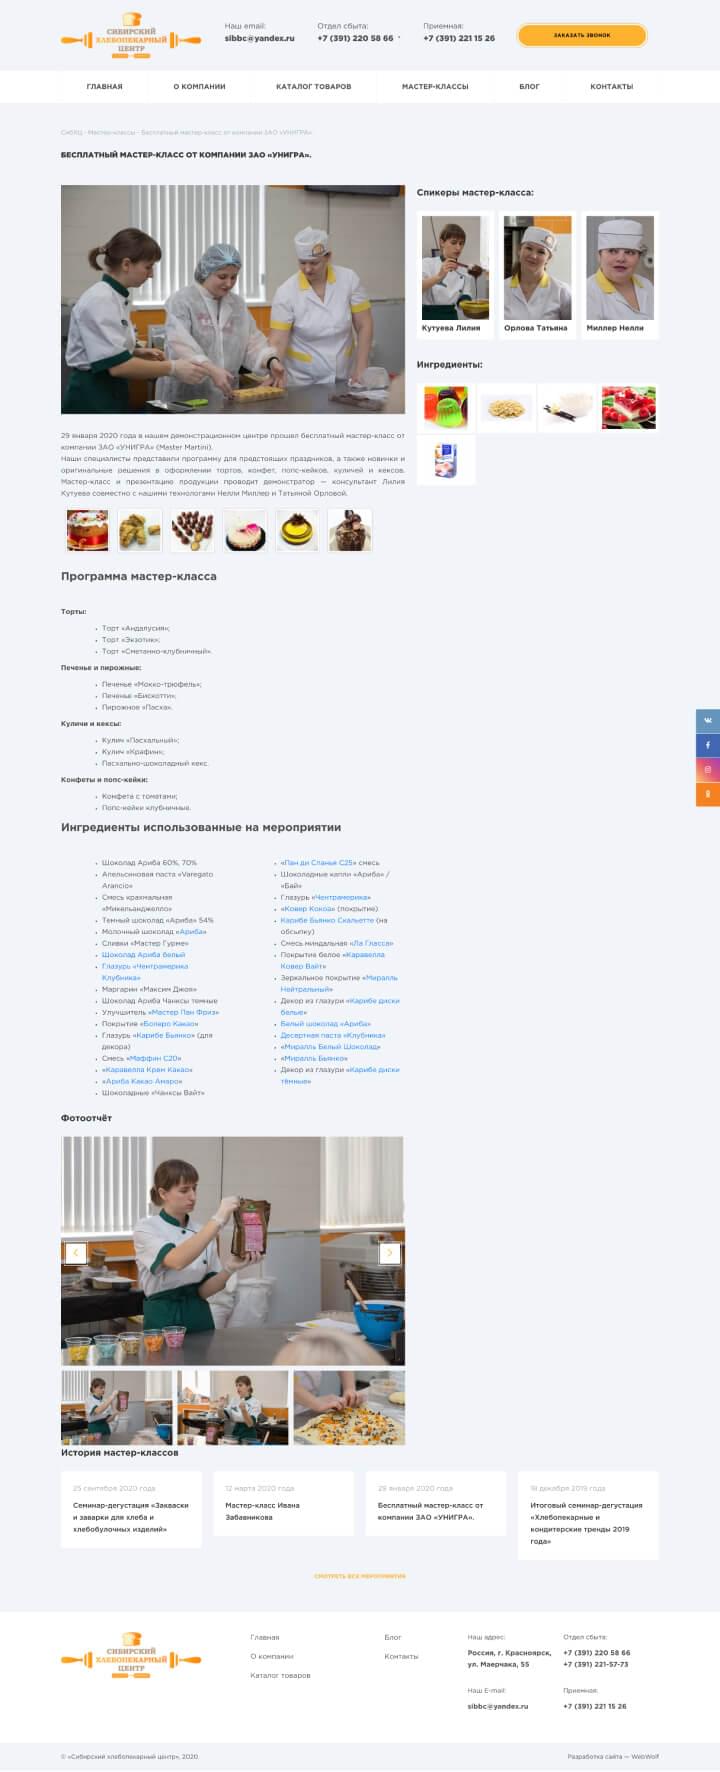 СИБИРСКИЙ
ХЛЕБОПЕКАРНЫЙ
ЦЕНТР
Наш email:
sibbc@yandex.ru
Отдел сбыта:
+7 (391) 220 58 66
Приемная:
+7 (391) 221 15 26
ЗАКАЗАТЬ ЗВОНОК
ГЛАВНАЯ
О КОМПАНИИ
КАТАЛОГ ТОВАРОВ
МАСТЕР-КЛАССЫ
БЛОГ
КОНТАКТЫ
СибХЦ - Мастер-классы - Бесплатный мастер-класс от компании ЗАО «УНИГРА».
БЕСПЛАТНЫЙ МАСТЕР-КЛАСС ОТ КОМПАНИИ ЗАО «УНИГРА».
Спикеры мастер-класса:
Кутуева Лилия
Орлова Татьяна
Миллер Нелли
Ингредиенты:
29 января 2020 года в нашем демонстрационном центре прошел бесплатный мастер-класс от
компании ЗАО «УНИГРА» (Master Martini).
Наши специалисты представили программу для предстоящих праздников, а также новинки и
оригинальные решения в оформлении тортов, конфет, попс-кейков, куличей и кексов.
Мастер-класс и презентацию продукции проводит демонстратор — консультант Лилия
Кутуева совместно с нашими технологами Нелли Миллер и Татьяной Орловой.
Программа мастер-класса
Торты:
Торт «Андалусия»;
Торт «Экзотик»;
Торт «Сметанно-клубничный».
Печенье и пирожные:
Печенье «Мокко-трюфель»;
Печенье «Бискотти»;
Пирожное «Пасха».
Куличи и кексы:
Кулич «Пасхальный»;
Кулич «Крафин»;
Пасхально-шоколадный кекс.
Конфеты и попс-кейки:
Конфета с томатами;
Попс-кейки клубничные.
Ингредиенты использованные на мероприятии
Шоколад Ариба 60%, 70%
Апельсиновая паста «Varegato
Arancio»
Смесь крахмальная
«Микельанджелло»
Темный шоколад «Ариба» 54%
Молочный шоколад «Ариба»
Сливки «Мастер Гурме»
Шоколад Ариба белый
Глазурь «Чентрамерика
Клубника»
Маргарин «Максим Джоя»
Шоколад Ариба Чанксы темные
Улучшитель «Мастер Пан Фриз»
Покрытие «Болеро Какао»
Глазурь «Карибе Бьянко» (для
декора)
Смесь «Маффин С20»
«Каравелла Крем Какао»
«Ариба Какао Амаро»
Шоколадные «Чанксы Вайт»
«Пан ди Спанья С25» смесь
Шоколадные капли «Ариба» /
«Бай»
Глазурь «Чентрамерика»
«Ковер Кокоа» (покрытие)
Карибе Бьянко Скальетте (на
обсыпку)
Смесь миндальная «Ла Гласса»
Покрытие белое «Каравелла
Ковер Вайт»
Зеркальное покрытие «Миралль
Нейтральный»
Декор из глазури «Карибе диски
белые»
Белый шоколад «Ариба»
Десертная паста «Клубника»
«Миралль Белый Шоколад»
«Миралль Бьянко»
Декор из глазури «Карибе диски
тёмные»
Фотоотчёт
История мастер-классов
25 сентября 2020 года
Семинар-дегустация «Закваски
и заварки для хлеба и
хлебобулочных изделий»
12 марта 2020 года
Мастер-класс Ивана
Забавникова
29 января 2020 года
Бесплатный мастер-класс от
компании ЗАО «УНИГРА».
18 декабря 2019 года
Итоговый семинар-дегустация
«Хлебопекарные и
кондитерские тренды 2019
года»
СМОТРЕТЬ ВСЕ МЕРОПРИЯТИЯ
СИБИРСКИЙ
ХЛЕБОПЕКАРНЫЙ
ЦЕНТР
Главная
О компании
Каталог товаров
Блог
Контакты
Наш адрес:
Россия, г. Красноярск,
ул. Маерчака, 55
Отдел сбыта:
+7 (391) 220 58 66
+7 (391) 221-57-73
Наш E-mail:
sibbc@yandex.ru
Приемная:
+7 (391) 221 15 26
© «Сибирский хлебопекарный центр», 2020.
Разработка сайта — WebWolf